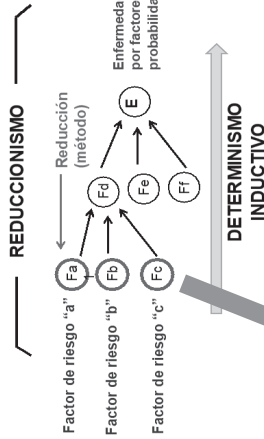 REDUCCIONISMO
Reducción
(método)
Enfermeda
por factore
probabilida
Factor de riesgo "a"
Factor de riesgo "b"
Factor de riesgo "c"
Fa
Fb
Fc
Fd
Fe
Ff
E
DETERMINISMO
INDUCTIVO